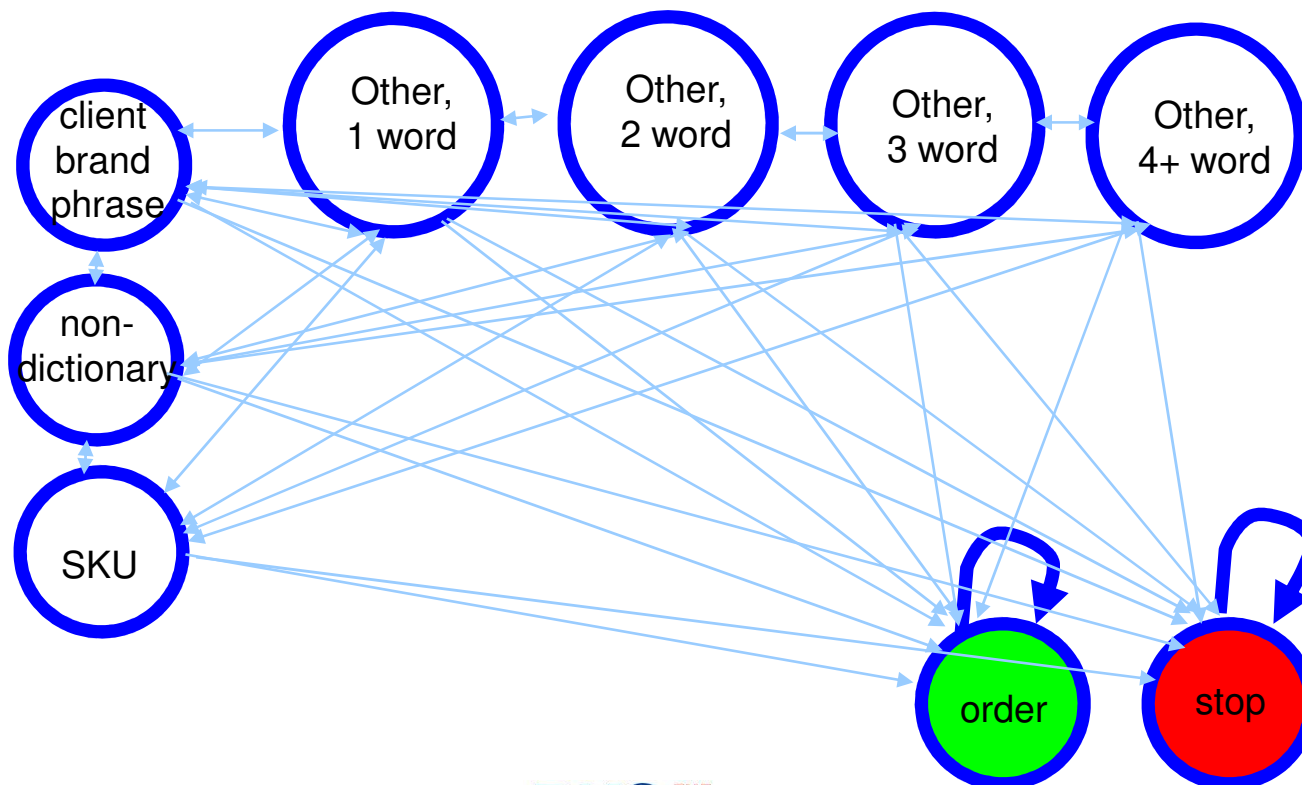 client
brand
phrase
Other,
1 word
Other,
2 word
Other,
3 word
Other,
4+ word
non-
dictionary
SKU
order
stop